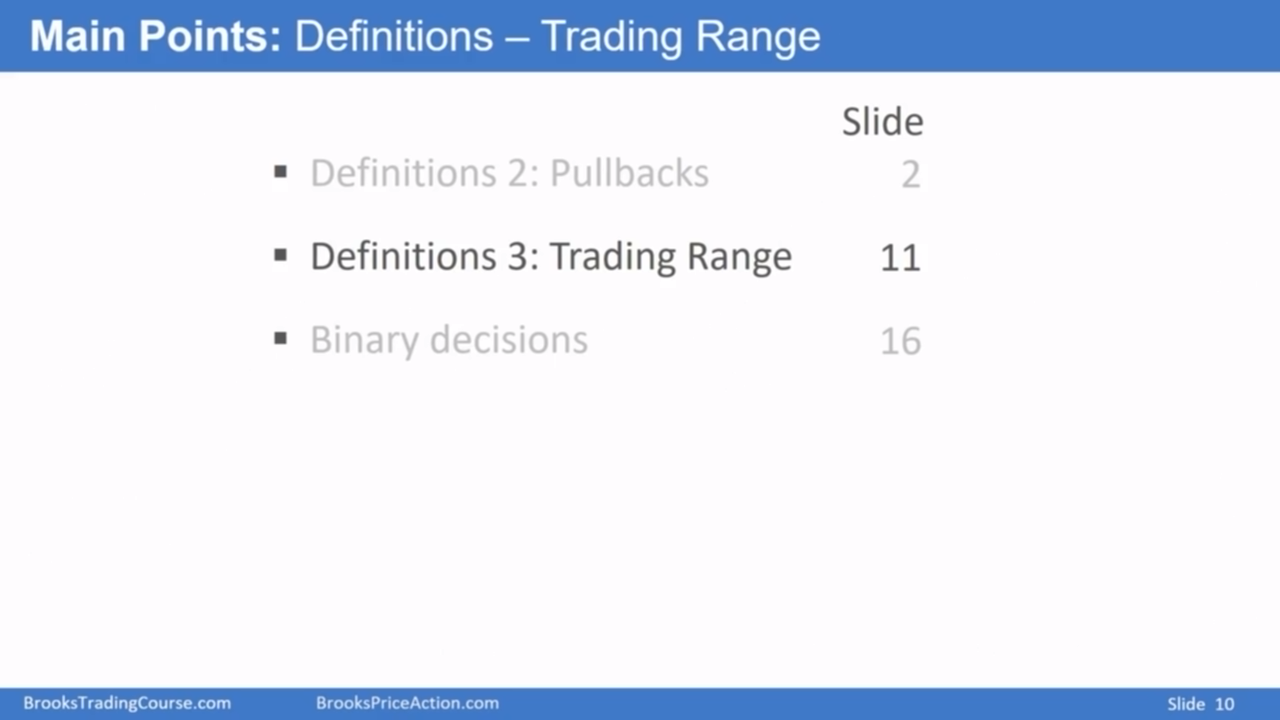 Main Points: Definitions – Trading Range
Slide
▪ Definitions 2: Pullbacks 2
▪ Definitions 3: Trading Range 11
▪ Binary decisions 16
BrooksTradingCourse.com BrooksPriceAction.com Slide 10